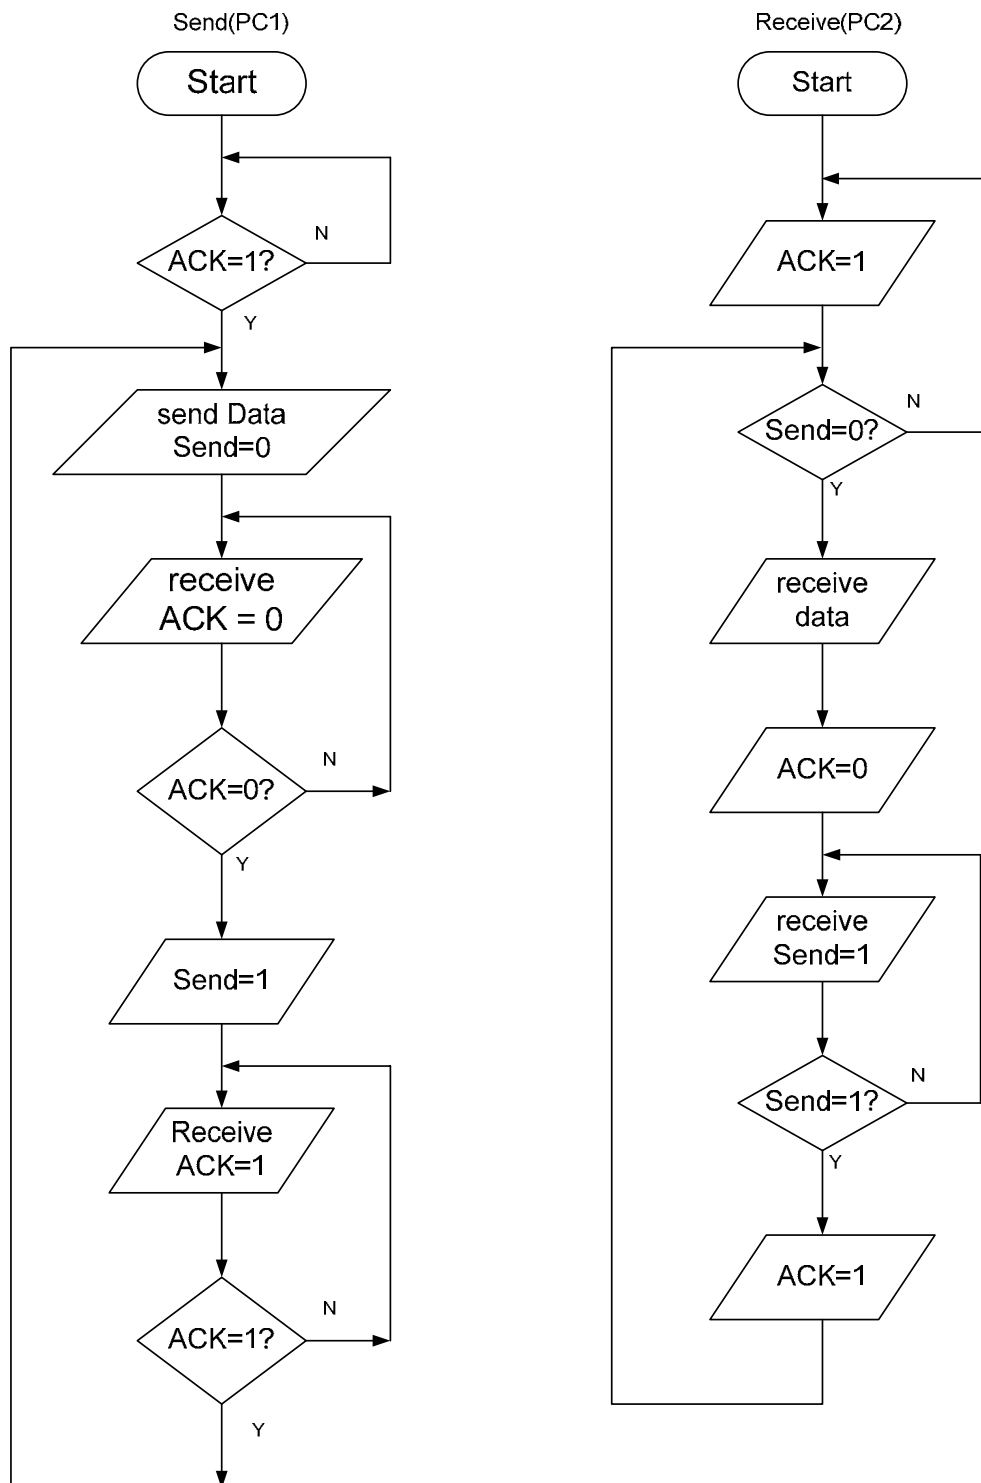 Send(PC1)
Start
ACK=1?
N
Y
send Data
Send=0
receive
ACK = 0
ACK=0?
N
Y
Send=1
Receive
ACK=1
ACK=1?
N
Y
Receive(PC2)
Start
ACK=1
Send=0?
N
Y
receive
data
ACK=0
receive
Send=1
Send=1?
N
Y
ACK=1